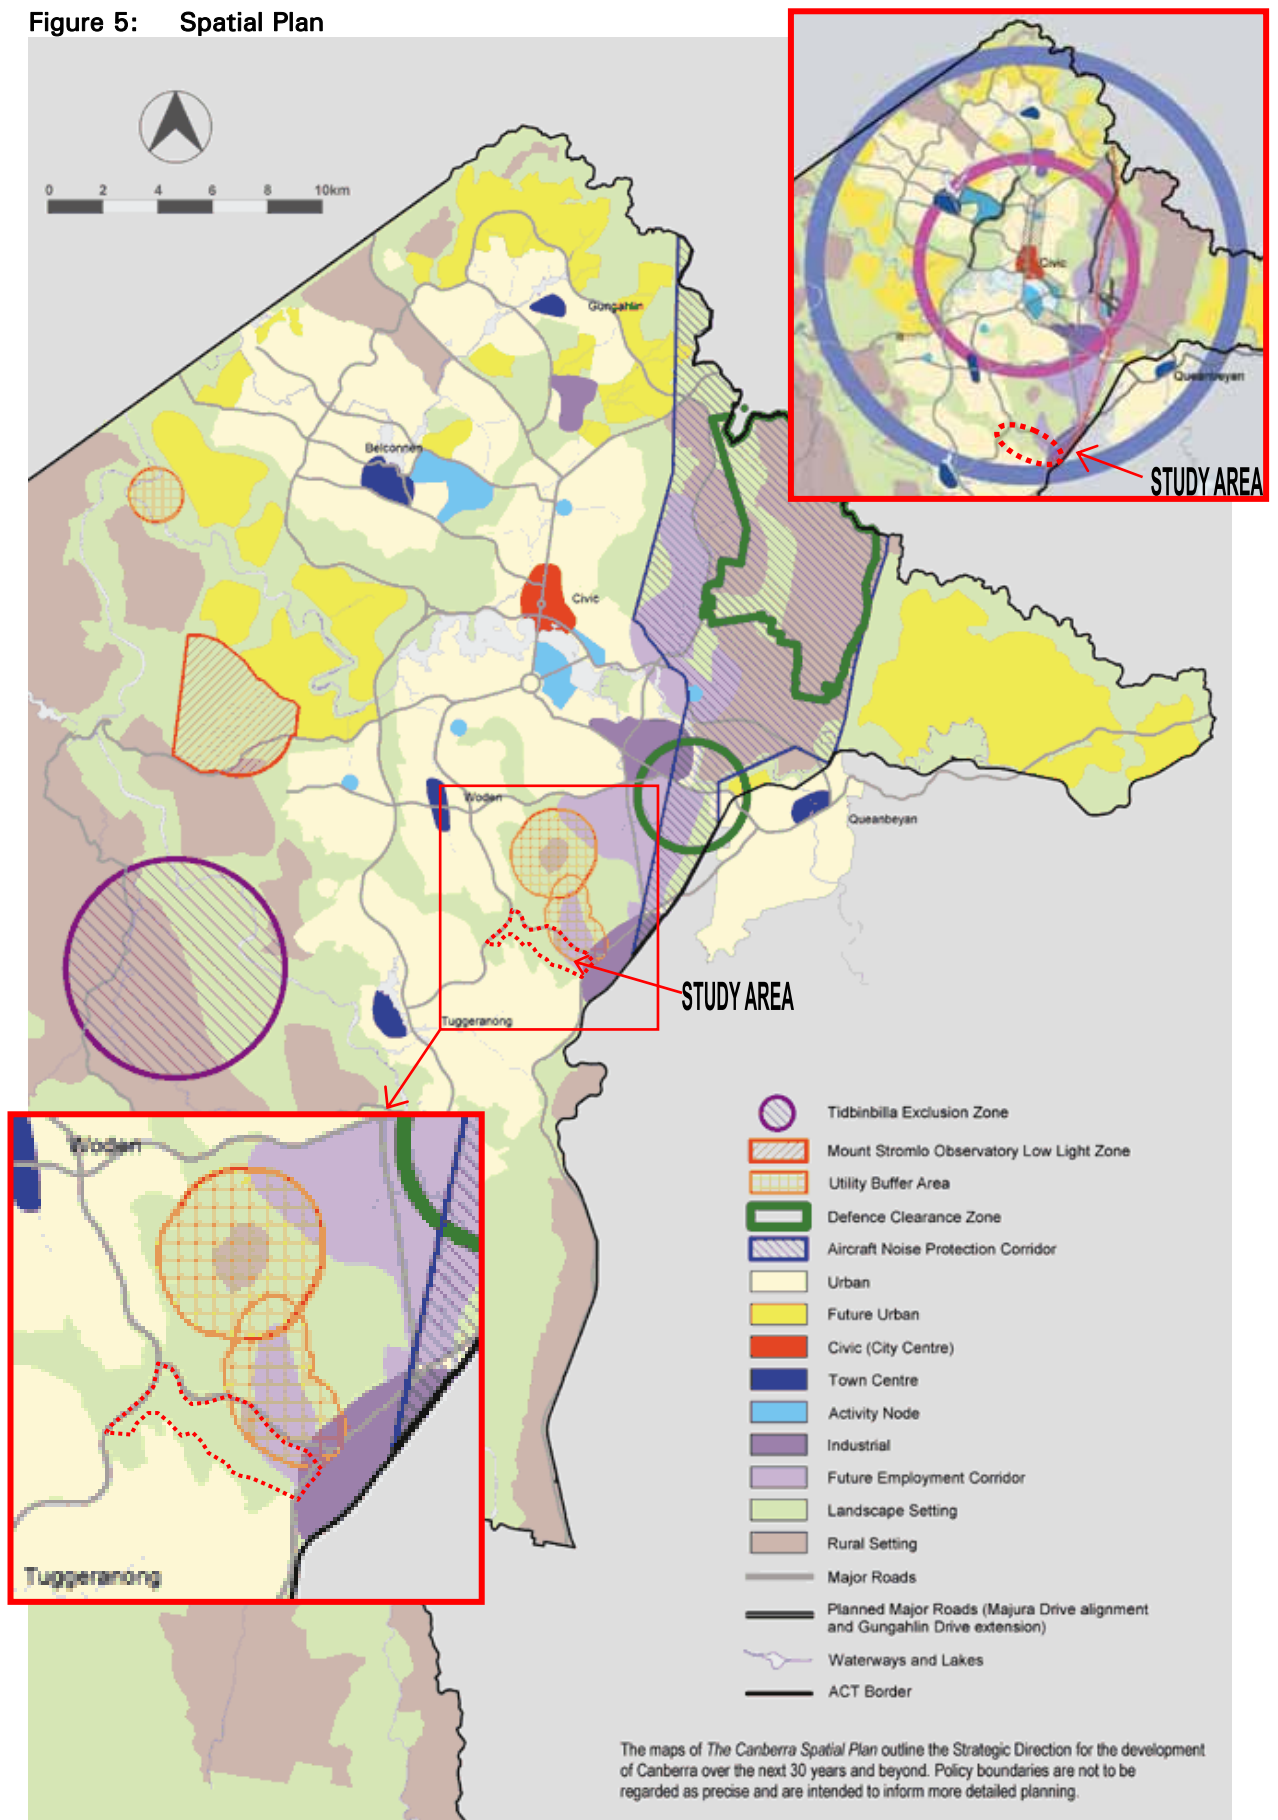 Figure 5: Spatial Plan
0 2 4 6 8 10km
Civic
Queanbeyan
STUDY AREA
Gungahlin
Belconnen
Civic
Woden
Queanbeyan
STUDY AREA
Tuggeranong
Woden
Tuggeranong
Tidbinbilla Exclusion Zone
Mount Stromlo Observatory Low Light Zone
Utility Buffer Area
Defence Clearance Zone
Aircraft Noise Protection Corridor
Urban
Future Urban
Civic (City Centre)
Town Centre
Activity Node
Industrial
Future Employment Corridor
Landscape Setting
Rural Setting
Major Roads
Planned Major Roads (Majura Drive alignment
and Gungahlin Drive extension)
Waterways and Lakes
ACT Border
The maps of The Canberra Spatial Plan outline the Strategic Direction for the development
of Canberra over the next 30 years and beyond. Policy boundaries are not to be
regarded as precise and are intended to inform more detailed planning.